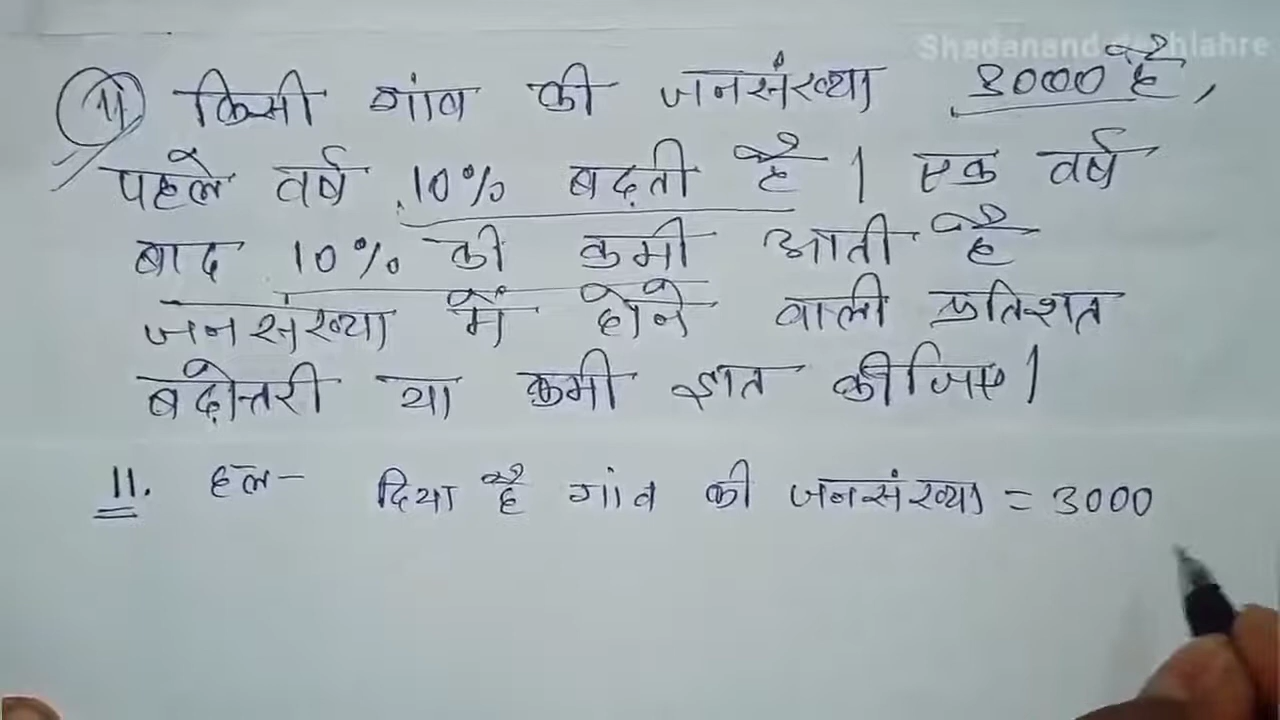 Shadanand
11 किसी गांव की जनसंख्या 3000 है,
पहले वर्ष 10% बढ़ती है। एक वर्ष
बाद 10% की कमी आती है
जनसंख्या में होने वाली प्रतिशत
बढ़ोत्तरी या कमी ज्ञात कीजिए।
11. हल- दिया है गांव की जनसंख्या = 3000